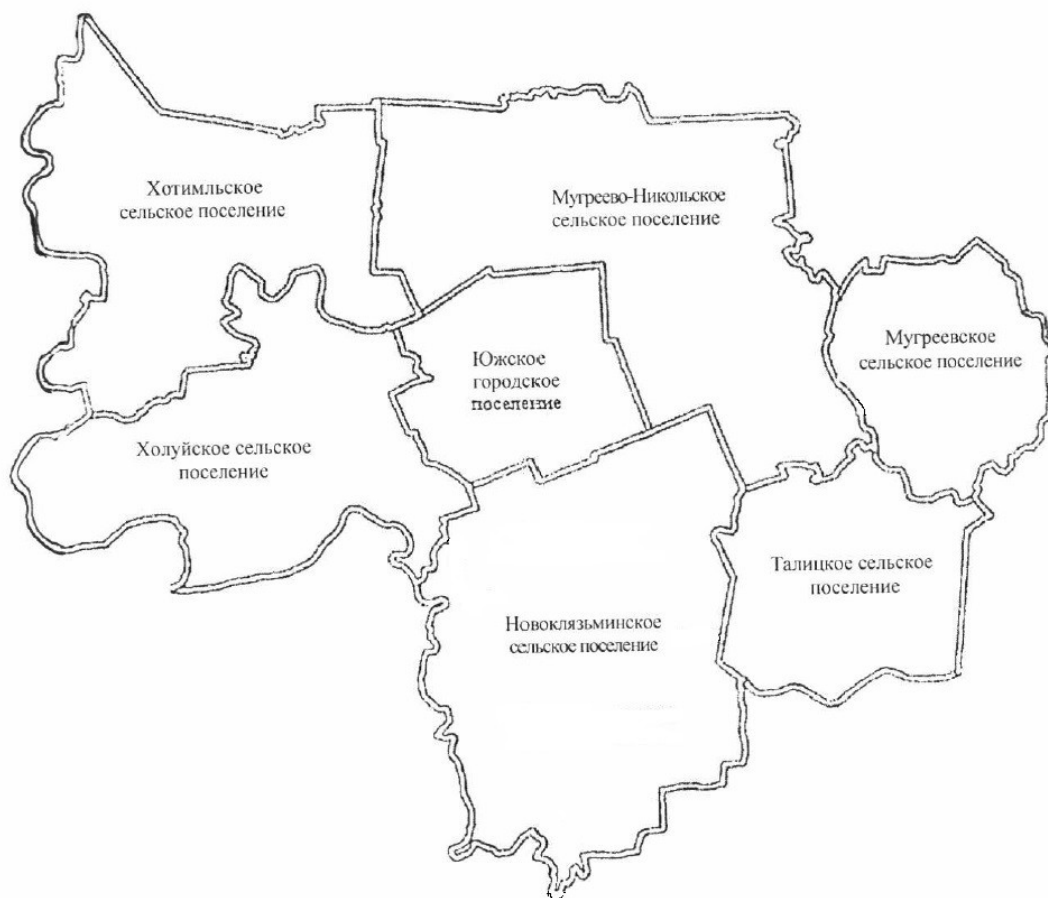 Хотимльское
сельское поселение
Мугреево-Никольское
сельское поселение
Мугреевское
сельское поселение
Южское
городское
поселение
Холуйское сельское
поселение
Талицкое сельское
поселение
Новоклязьминское
сельское поселение